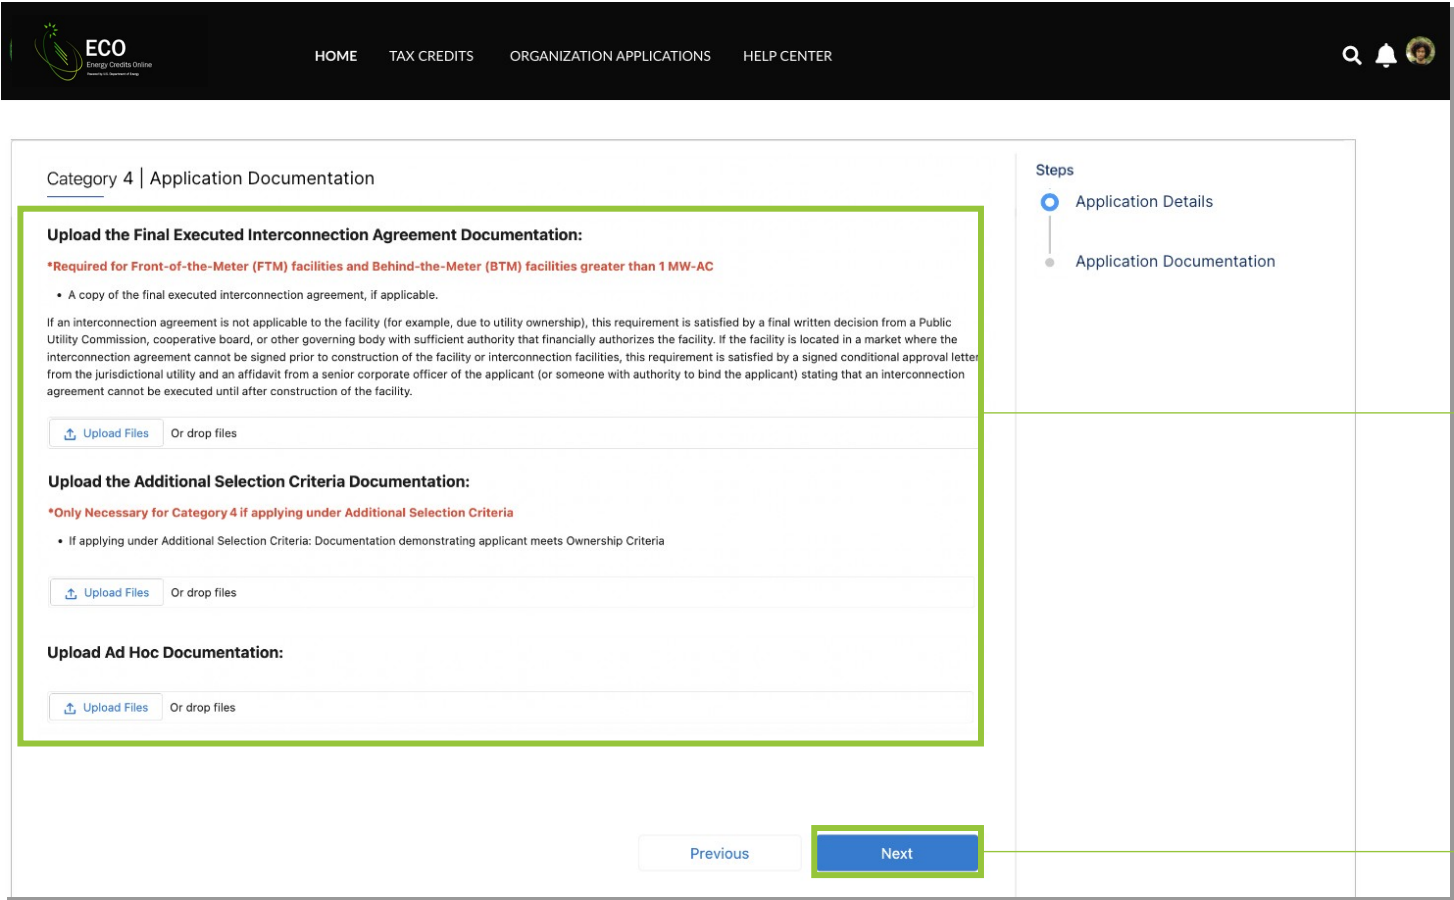 ECO
Energy Credits Online
Powered by U.S. Department of Energy
HOME TAX CREDITS ORGANIZATION APPLICATIONS HELP CENTER
Category 4 | Application Documentation
Upload the Final Executed Interconnection Agreement Documentation:
*Required for Front-of-the-Meter (FTM) facilities and Behind-the-Meter (BTM) facilities greater than 1 MW-AC
• A copy of the final executed interconnection agreement, if applicable.
If an interconnection agreement is not applicable to the facility (for example, due to utility ownership), this requirement is satisfied by a final written decision from a Public
Utility Commission, cooperative board, or other governing body with sufficient authority that financially authorizes the facility. If the facility is located in a market where the
interconnection agreement cannot be signed prior to construction of the facility or interconnection facilities, this requirement is satisfied by a signed conditional approval letter
from the jurisdictional utility and an affidavit from a senior corporate officer of the applicant (or someone with authority to bind the applicant) stating that an interconnection
agreement cannot be executed until after construction of the facility.
Upload Files Or drop files
Upload the Additional Selection Criteria Documentation:
*Only Necessary for Category 4 if applying under Additional Selection Criteria
• If applying under Additional Selection Criteria: Documentation demonstrating applicant meets Ownership Criteria
Upload Files Or drop files
Upload Ad Hoc Documentation:
Upload Files Or drop files
Previous Next
Steps
Application Details
Application Documentation